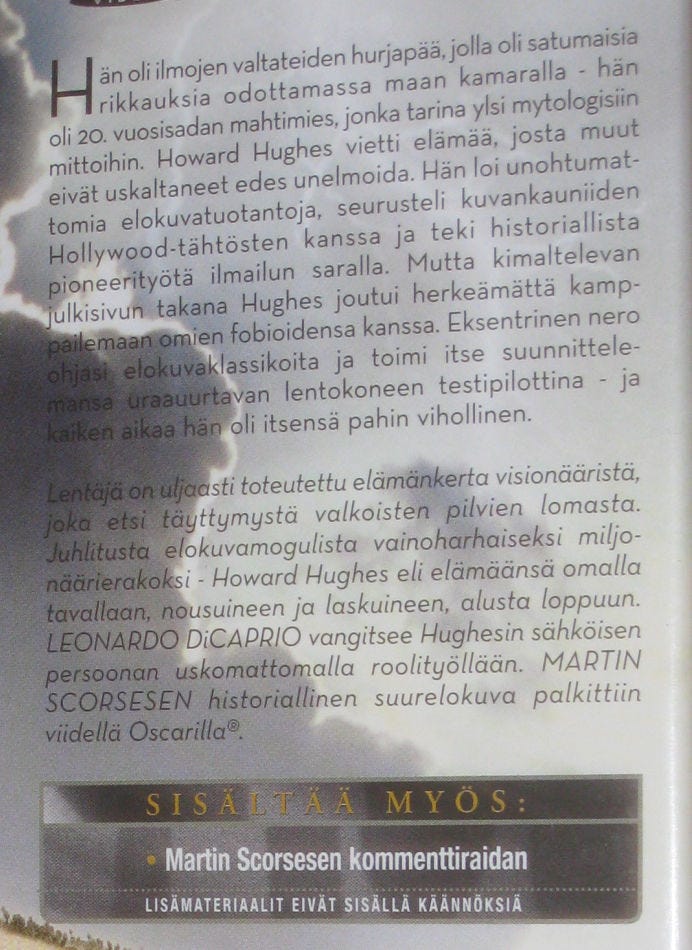 Hän oli ilmojen valtateiden hurjapää, jolla oli satumaisia
rikkauksia odottamassa maan kamaralla - hän
oli 20. vuosisadan mahtimies, jonka tarina ylsi mytologisiin
mittoihin. Howard Hughes vietti elämää, josta muut
eivät uskaltaneet edes unelmoida. Hän loi unohtumat-
tomia elokuvatuotantoja, seurusteli kuvankauniiden
Hollywood-tähtösten kanssa ja teki historiallista
pioneerityötä ilmailun saralla. Mutta kimaltelevan
julkisivun takana Hughes joutui herkeämättä kamp-
pailemaan omien fobioidensa kanssa. Eksentrinen nero
ohjasi elokuvaklassikoita ja toimi itse suunnittele-
mansa uraauurtavan lentokoneen testipilottina - ja
kaiken aikaa hän oli itsensä pahin vihollinen.
Lentäjä on uljaasti toteutettu elämänkerta visionääristä,
joka etsi täyttymystä valkoisten pilvien lomasta.
Juhlitusta elokuvamogulista vainoharhaiseksi miljo-
näärierakoksi - Howard Hughes eli elämäänsä omalla
tavallaan, nousuineen ja laskuineen, alusta loppuun.
LEONARDO DiCAPRIO vangitsee Hughesin sähköisen
persoonan uskomattomalla roolityöllään. MARTIN
SCORSESEN historiallinen suurelokuva palkittiin
viidellä Oscarilla®.
SISÄLTÄÄ MYÖS:
• Martin Scorsesen kommenttiraidan
LISÄMATERIAALIT EIVÄT SISÄLLÄ KÄÄNNÖKSIÄ